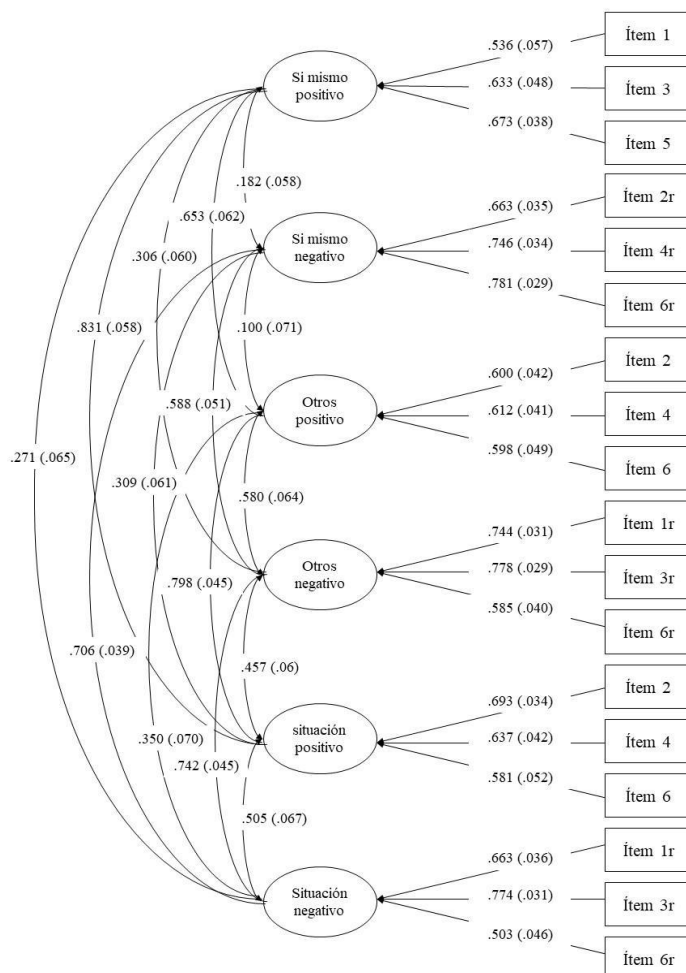 Ítem 1
.536 (.057)
Si mismo
positivo
.633 (.048)
Ítem 3
.673 (.038)
Ítem 5
.182 (.058)
Ítem 2r
.653 (.062)
.663 (.035)
Si mismo
negativo
.746 (.034)
Ítem 4r
.306 (.060)
.781 (.029)
Ítem 6r
.831 (.058)
.100 (.071)
Ítem 2
.600 (.042)
.588 (.051)
Otros
positivo
.612 (.041)
Ítem 4
.271 (.065)
.598 (.049)
Ítem 6
.309 (.061)
.580 (.064)
Ítem 1r
.744 (.031)
Otros
negativo
.778 (.029)
Ítem 3r
.798 (.045)
.585 (.040)
Ítem 6r
.706 (.039)
.457 (.06)
Ítem 2
.693 (.034)
situación
positivo
.637 (.042)
Ítem 4
.350 (.070)
.742 (.045)
.581 (.052)
Ítem 6
.505 (.067)
Ítem 1r
.663 (.036)
Situación
negativo
.774 (.031)
Ítem 3r
.503 (.046)
Ítem 6r